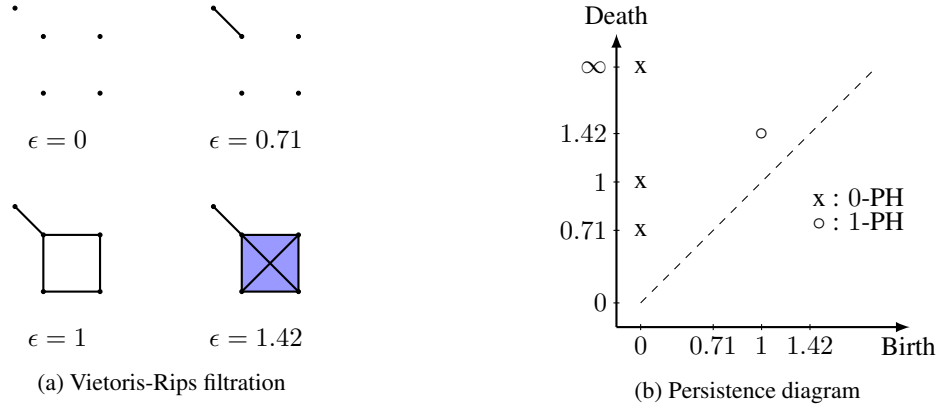 ϵ = 0
ϵ = 0.71
ϵ = 1
ϵ = 1.42
(a) Vietoris-Rips filtration
Death
∞
x
1.42
1
x
0.71
x
0
x : 0-PH
○ : 1-PH
0
0.71
1
1.42
Birth
(b) Persistence diagram